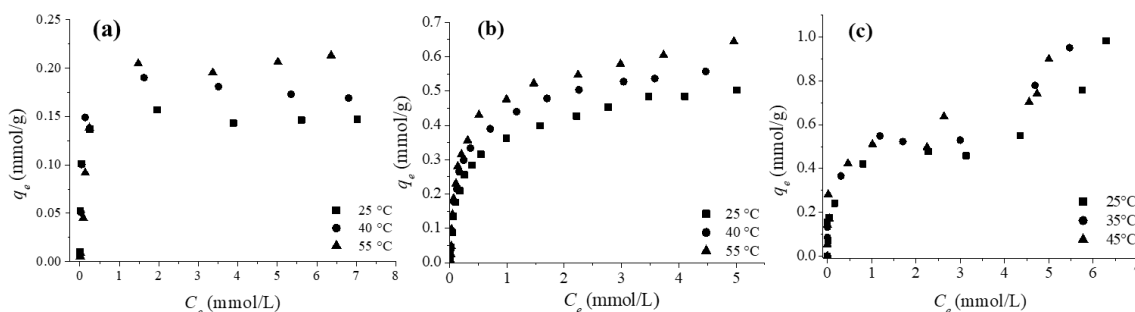 (a)
0.25
0.20
0.15
0.10
0.05
0.00
qe (mmol/g)
25 °C
40 °C
55 °C
0 1 2 3 4 5 6 7 8
Ce (mmol/L)
(b)
0.7
0.6
0.5
0.4
0.3
0.2
0.1
0.0
qe (mmol/g)
25 °C
40 °C
55 °C
0 1 2 3 4 5
Ce (mmol/L)
(c)
1.0
0.8
0.6
0.4
0.2
0.0
qe (mmol/g)
25°C
35°C
45°C
0 1 2 3 4 5 6
Ce (mmol/L)